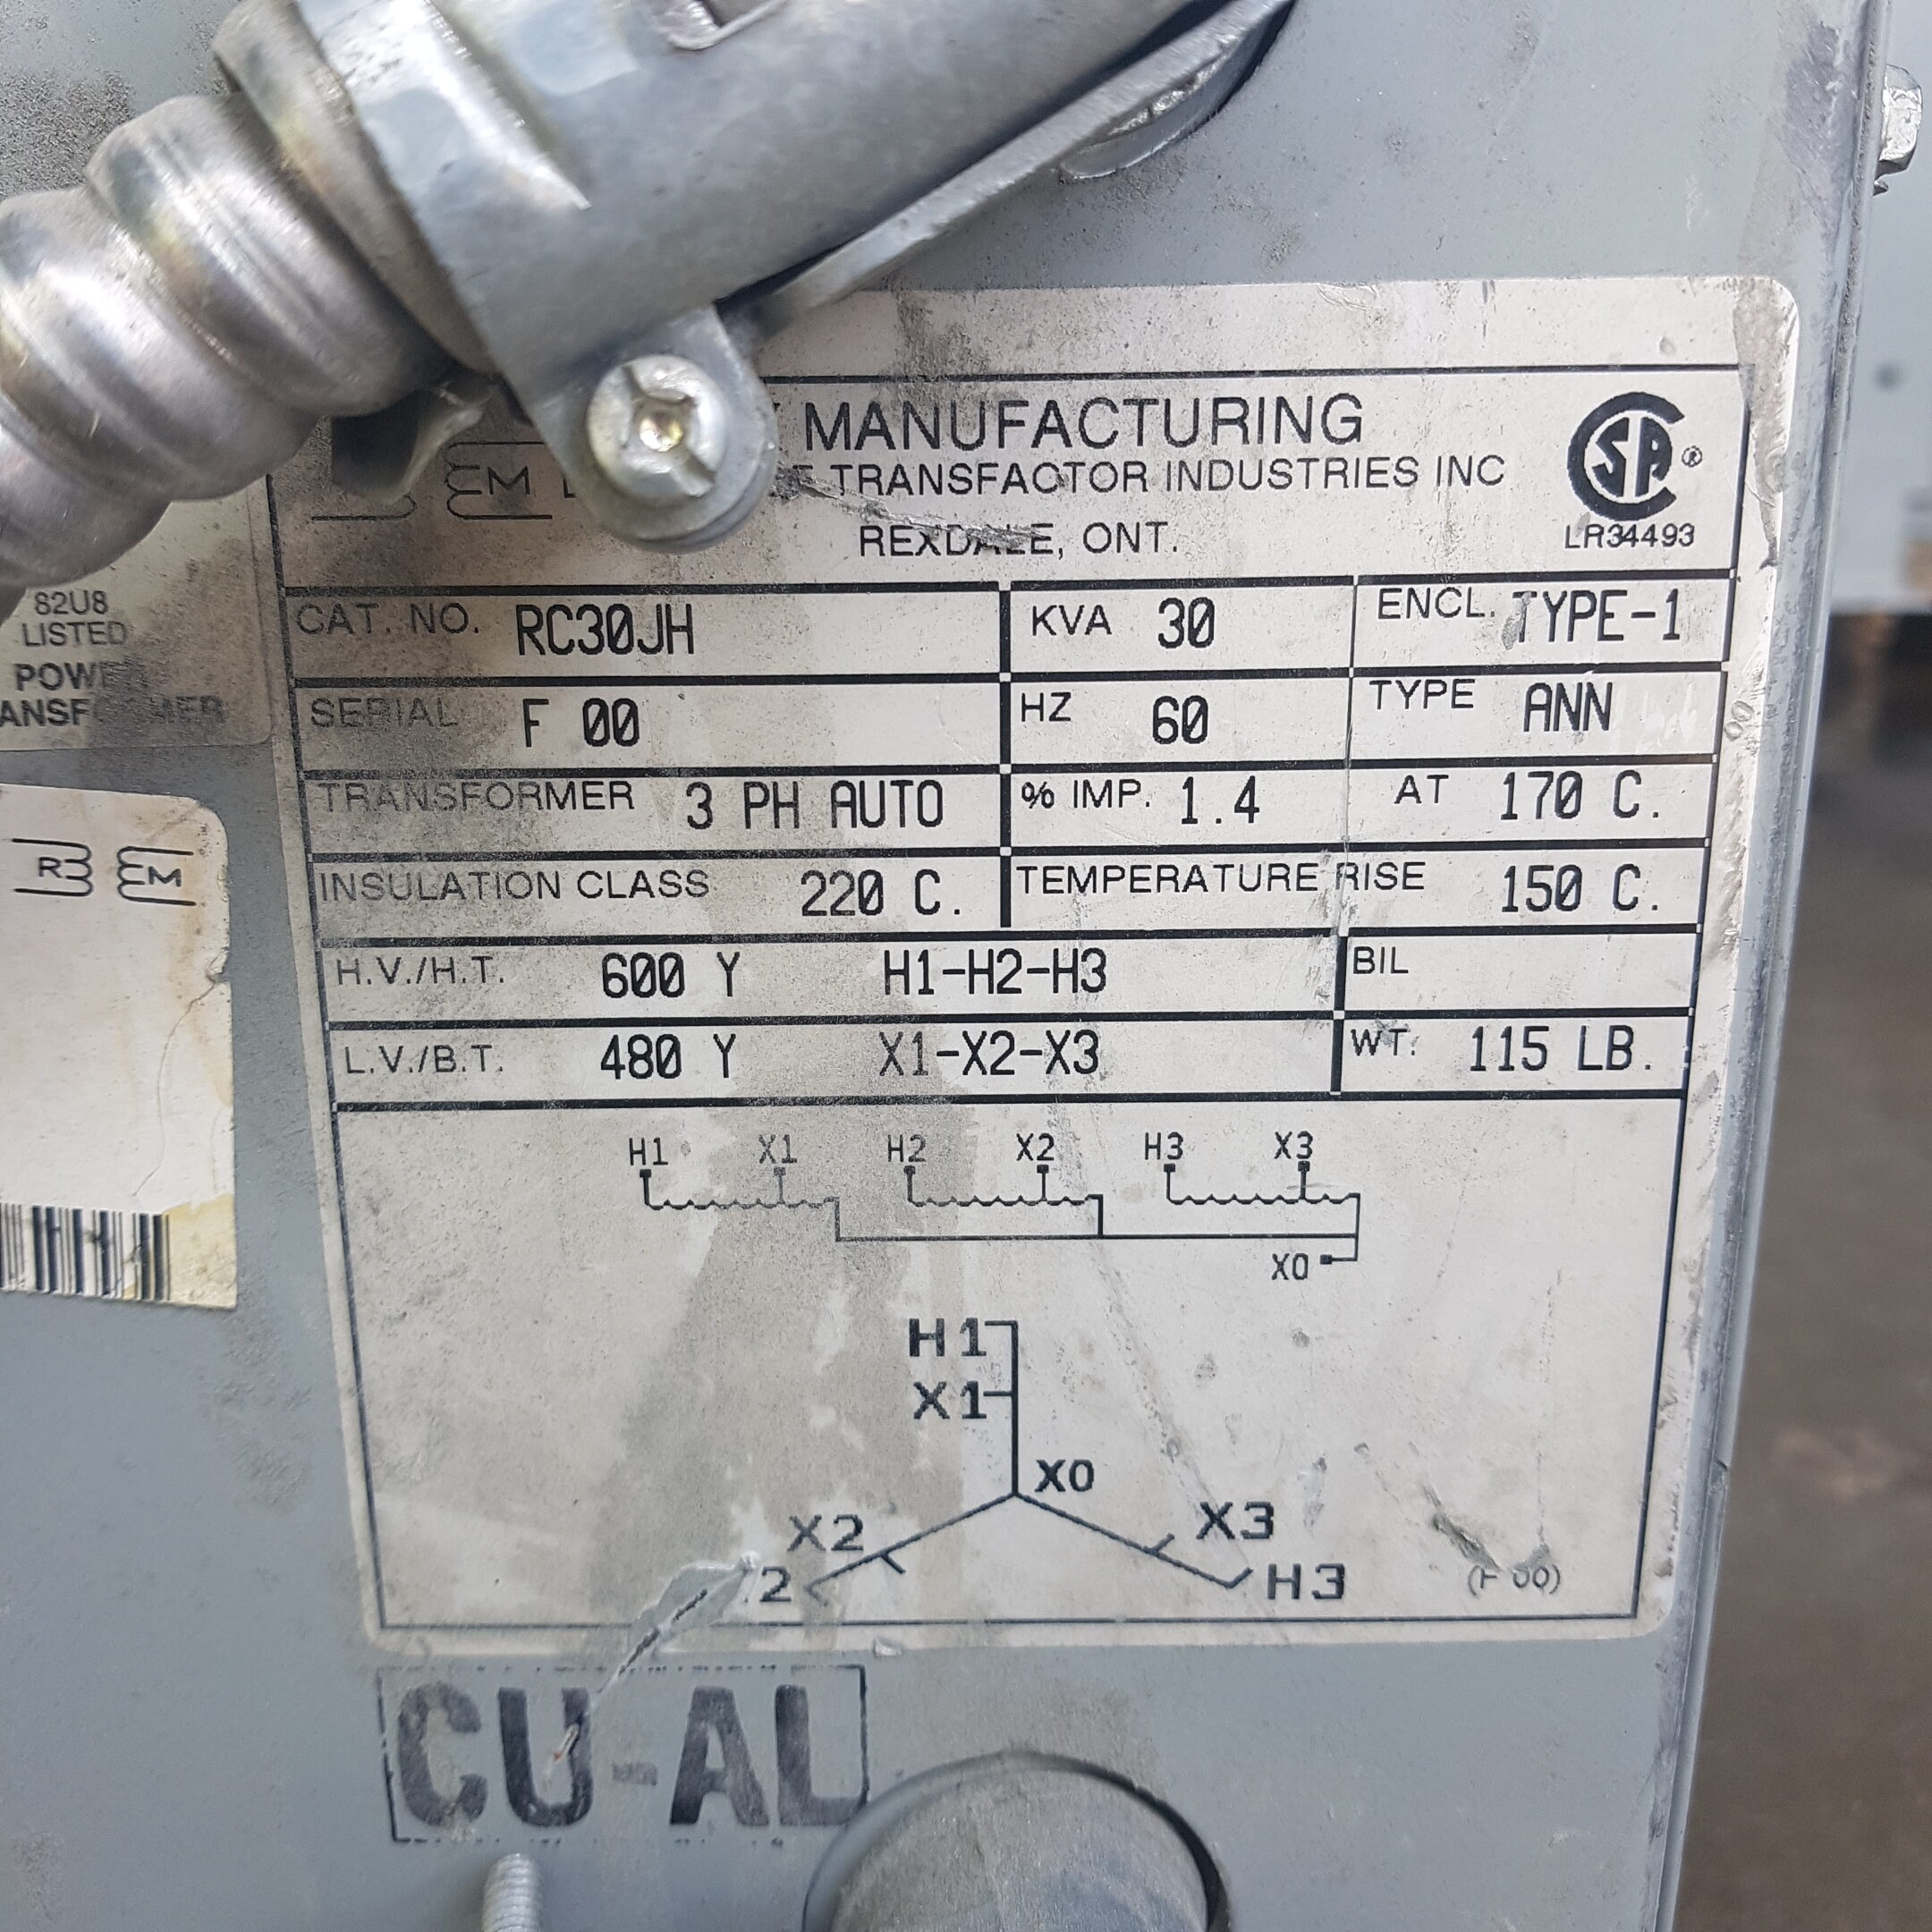 MANUFACTURING
TRANSFACTOR INDUSTRIES INC
REXDALE, ONT.
CSA ®
LR34493
82U8
LISTED
POWER
CAT. NO. RC30JH KVA 30 ENCL. TYPE-1
SERIAL F 00 HZ 60 TYPE ANN
TRANSFORMER 3 PH AUTO % IMP. 1.4 AT 170 C.
INSULATION CLASS 220 C. TEMPERATURE RISE 150 C.
H.V./H.T. 600 Y H1-H2-H3 BIL
L.V./B.T. 480 Y X1-X2-X3 WT. 115 LB.
R M
H1 X1 H2 X2 H3 X3
X0
H1
X1
X0
X2 X3
2 H3
(F 00)
CU-AL